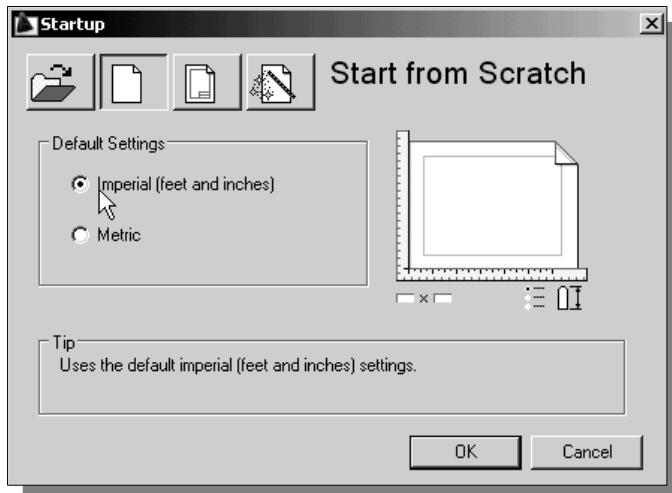 Startup
Start from Scratch
Default Settings
Imperial (feet and inches)
Metric
Tip
Uses the default imperial (feet and inches) settings.
OK
Cancel